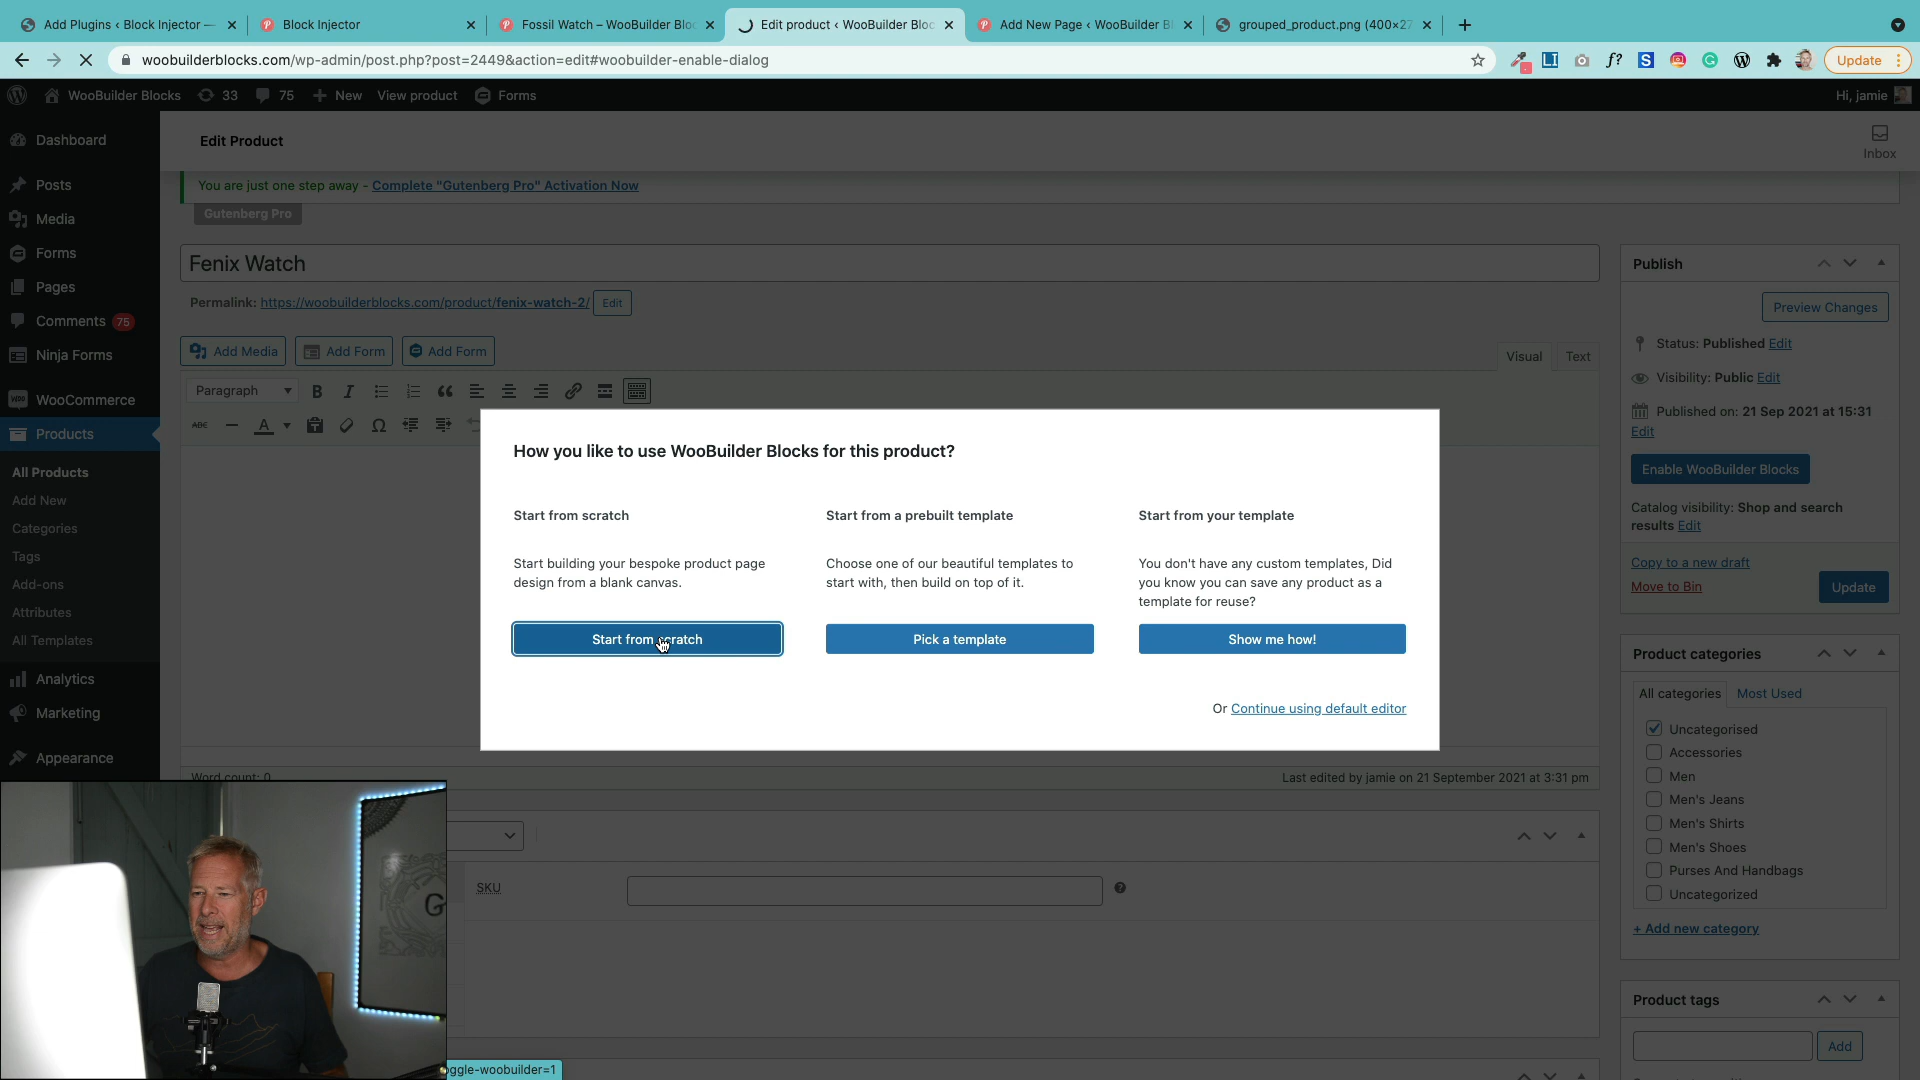 Add Plugins ‹ Block Injector —
Block Injector
Fossil Watch – WooBuilder Bloc
Edit product ‹ WooBuilder Bloc
Add New Page ‹ WooBuilder Bl
grouped_product.png (400×27
woobuilderblocks.com/wp-admin/post.php?post=2449&action=edit#woobuilder-enable-dialog
Update
WooBuilder Blocks
33
75
New
View product
Forms
Hi, jamie
Dashboard
Posts
Media
Forms
Pages
Comments 75
Ninja Forms
WooCommerce
Products
All Products
Add New
Categories
Tags
Add-ons
Attributes
All Templates
Analytics
Marketing
Appearance
Edit Product
Inbox
You are just one step away - Complete "Gutenberg Pro" Activation Now
Gutenberg Pro
Fenix Watch
Permalink: https://woobuilderblocks.com/product/fenix-watch-2/ Edit
Add Media
Add Form
Add Form
Visual
Text
Paragraph
How you like to use WooBuilder Blocks for this product?
Start from scratch
Start building your bespoke product page
design from a blank canvas.
Start from scratch
Start from a prebuilt template
Choose one of our beautiful templates to
start with, then build on top of it.
Pick a template
Start from your template
You don't have any custom templates, Did
you know you can save any product as a
template for reuse?
Show me how!
Or Continue using default editor
Word count: 0
Last edited by jamie on 21 September 2021 at 3:31 pm
SKU
Publish
Preview Changes
Status: Published Edit
Visibility: Public Edit
Published on: 21 Sep 2021 at 15:31
Edit
Enable WooBuilder Blocks
Catalog visibility: Shop and search
results Edit
Copy to a new draft
Move to Bin
Update
Product categories
All categories
Most Used
Uncategorised
Accessories
Men
Men's Jeans
Men's Shirts
Men's Shoes
Purses And Handbags
Uncategorized
+ Add new category
Product tags
Add
oggle-woobuilder=1